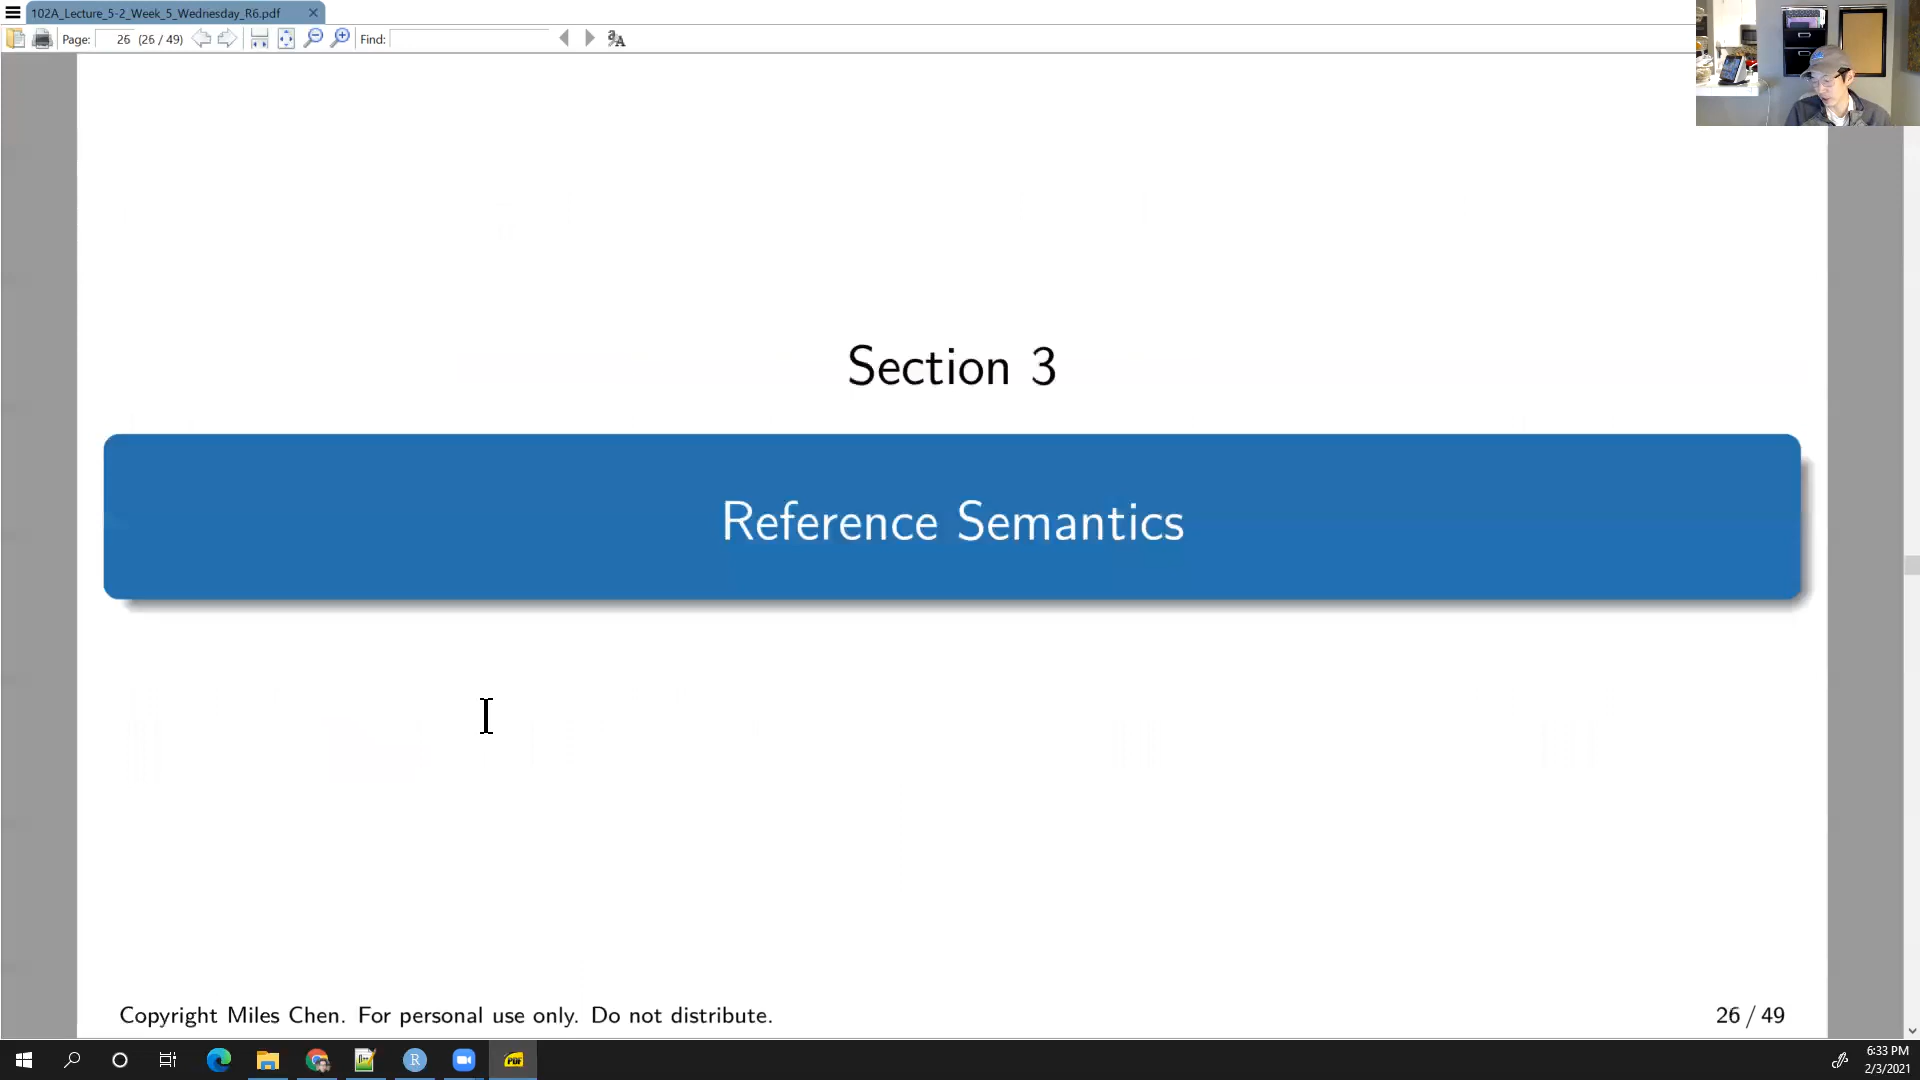 102A_Lecture_5-2_Week_5_Wednesday_R6.pdf
Page: 26 (26 / 49) Find:
Section 3
Reference Semantics
Copyright Miles Chen. For personal use only. Do not distribute.
26 / 49
6:33 PM
2/3/2021